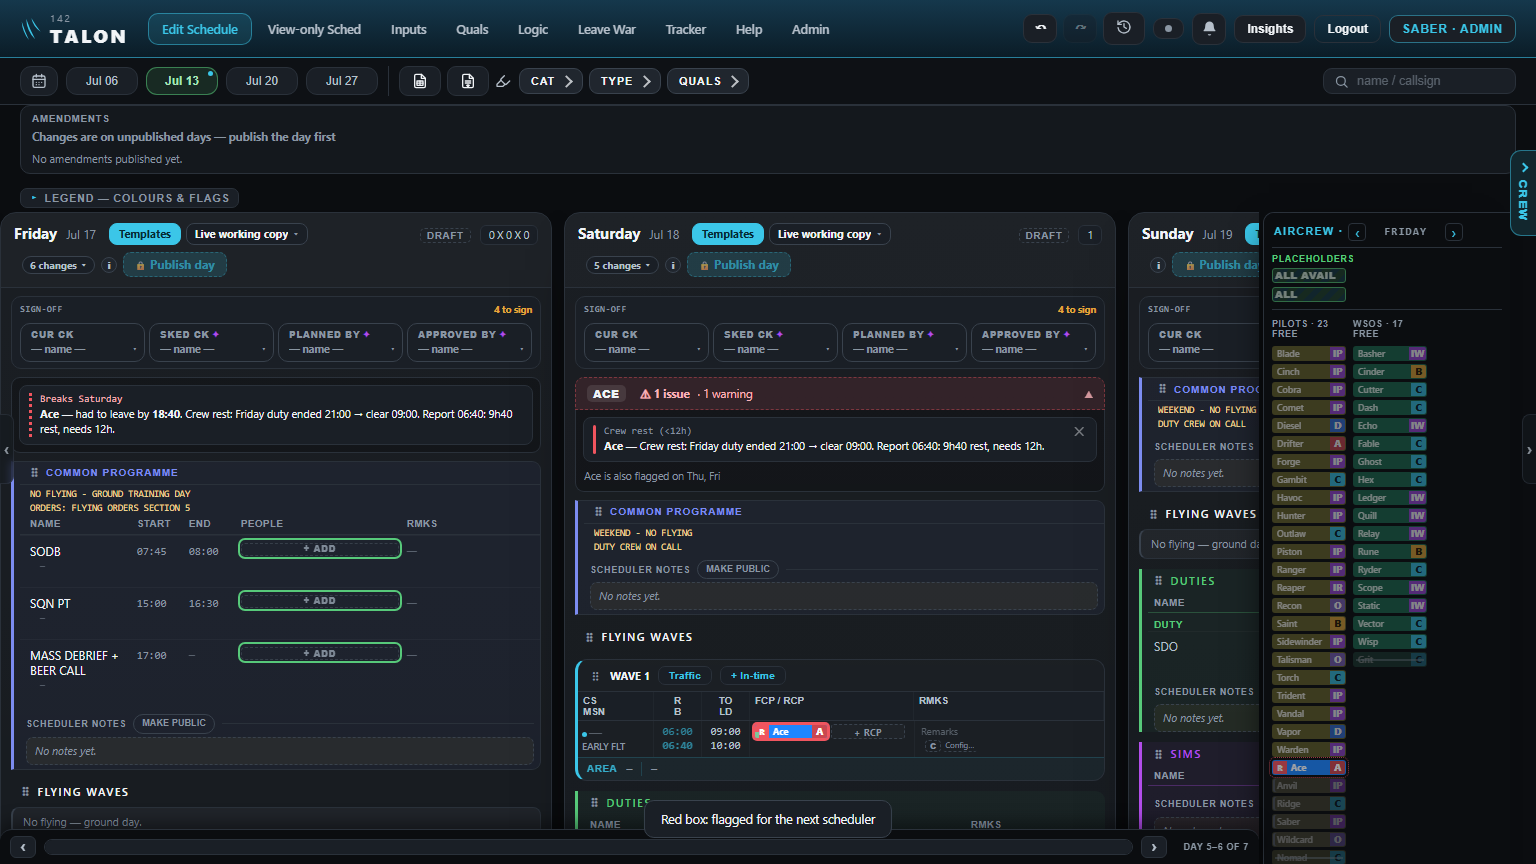 142
TALON
Edit Schedule
View-only Sched
Inputs
Quals
Logic
Leave War
Tracker
Help
Admin
Insights
Logout
SABER · ADMIN
Jul 06
Jul 13
Jul 20
Jul 27
CAT
TYPE
QUALS
name / callsign
AMENDMENTS
Changes are on unpublished days — publish the day first
No amendments published yet.
LEGEND — COLOURS & FLAGS
CREW
Friday Jul 17
Templates
Live working copy
DRAFT
0X0X0
6 changes
i
Publish day
SIGN-OFF
4 to sign
CUR CK
— name —
SKED CK
— name —
PLANNED BY
— name —
APPROVED BY
— name —
Breaks Saturday
Ace — had to leave by 18:40. Crew rest: Friday duty ended 21:00 → clear 09:00. Report 06:40: 9h40
rest, needs 12h.
COMMON PROGRAMME
NO FLYING - GROUND TRAINING DAY
ORDERS: FLYING ORDERS SECTION 5
NAME START END PEOPLE RMKS
SODB 07:45 08:00 + ADD —
—
SQN PT 15:00 16:30 + ADD —
—
MASS DEBRIEF + 17:00 — + ADD —
BEER CALL
—
SCHEDULER NOTES
MAKE PUBLIC
No notes yet.
FLYING WAVES
No flying — ground day.
Saturday Jul 18
Templates
Live working copy
DRAFT
1
5 changes
i
Publish day
SIGN-OFF
4 to sign
CUR CK
— name —
SKED CK
— name —
PLANNED BY
— name —
APPROVED BY
— name —
ACE
1 issue · 1 warning
Crew rest (<12h)
Ace — Crew rest: Friday duty ended 21:00 → clear 09:00. Report 06:40: 9h40 rest, needs 12h.
Ace is also flagged on Thu, Fri
COMMON PROGRAMME
WEEKEND - NO FLYING
DUTY CREW ON CALL
SCHEDULER NOTES
MAKE PUBLIC
No notes yet.
FLYING WAVES
WAVE 1
Traffic
+ In-time
CS R TO FCP / RCP RMKS
MSN B LD
— 06:00 09:00 R Ace A + RCP Remarks
EARLY FLT 06:40 10:00 C Config...
AREA — —
DUTIES
NAME
RMKS
Sunday Jul 19
i
Publish day
SIGN-OFF
CUR CK
— name —
COMMON PROG
WEEKEND - NO FLYING
DUTY CREW ON CALL
SCHEDULER NOTES
No notes yet.
FLYING WAVES
No flying — ground da
DUTIES
NAME
DUTY
SDO
SCHEDULER NOTES
No notes yet.
SIMS
NAME
SCHEDULER NOTES
AIRCREW ·
FRIDAY
PLACEHOLDERS
ALL AVAIL
ALL
PILOTS · 23 WSOS · 17
FREE FREE
Blade IP Basher IW
Cinch IP Cinder B
Cobra IP Cutter C
Comet IP Dash C
Diesel D Echo IW
Drifter A Fable C
Forge IP Ghost C
Gambit C Hex C
Havoc IP Ledger IW
Hunter IP Quill IW
Outlaw C Relay IW
Piston IP Rune B
Ranger IP Ryder C
Reaper IR Scope IW
Recon O Static IW
Saint B Vector C
Sidewinder IP Wisp C
Talisman O Grit C
Torch C
Trident IP
Vandal IP
Vapor D
Warden IP
R Ace A
Anvil IP
Ridge C
Saber IP
Wildcard O
Nomad C
Red box: flagged for the next scheduler
DAY 5–6 OF 7